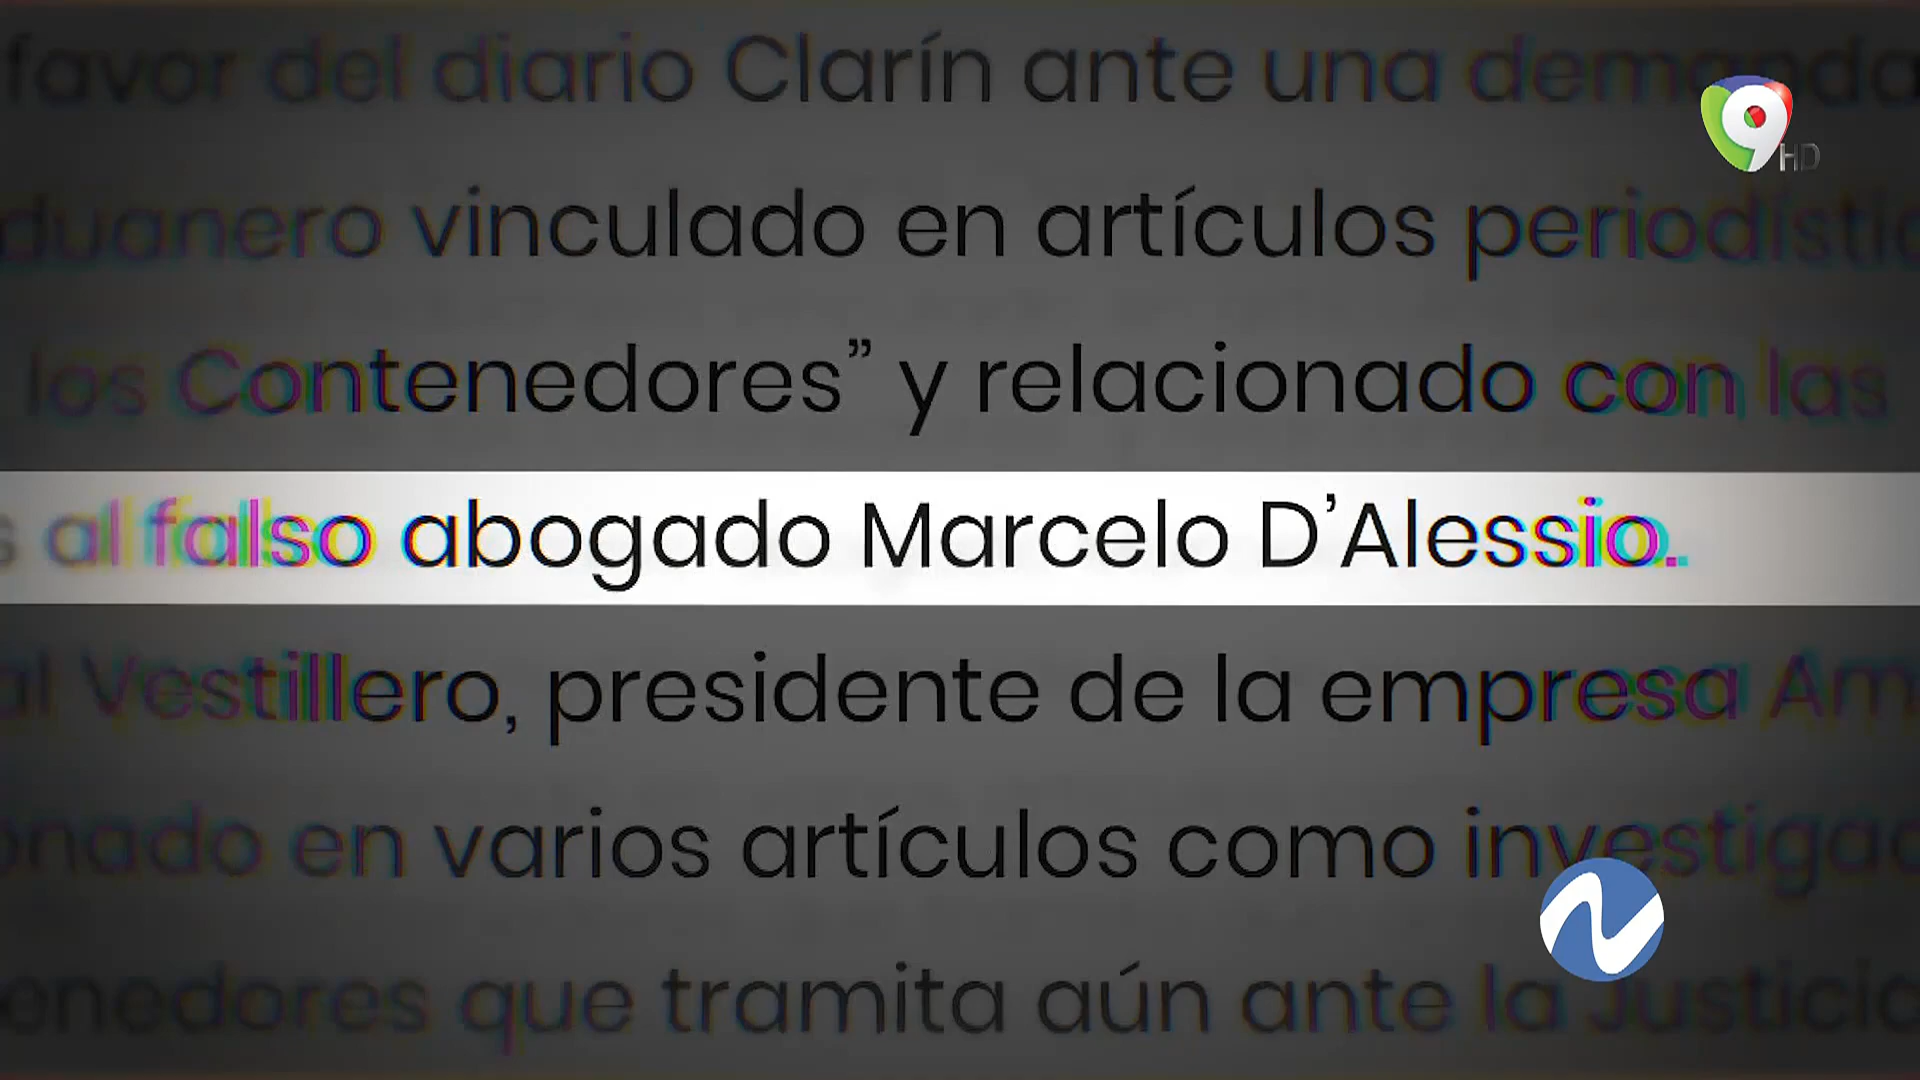 favor del diario Clarín ante una demanda
duanero vinculado en artículos periodístic
los Contenedores” y relacionado con las
s al falso abogado Marcelo D’Alessio.
al Vestillero, presidente de la empresa Am
onado en varios artículos como investigac
enedores que tramita aún ante la Justicia
9
HD